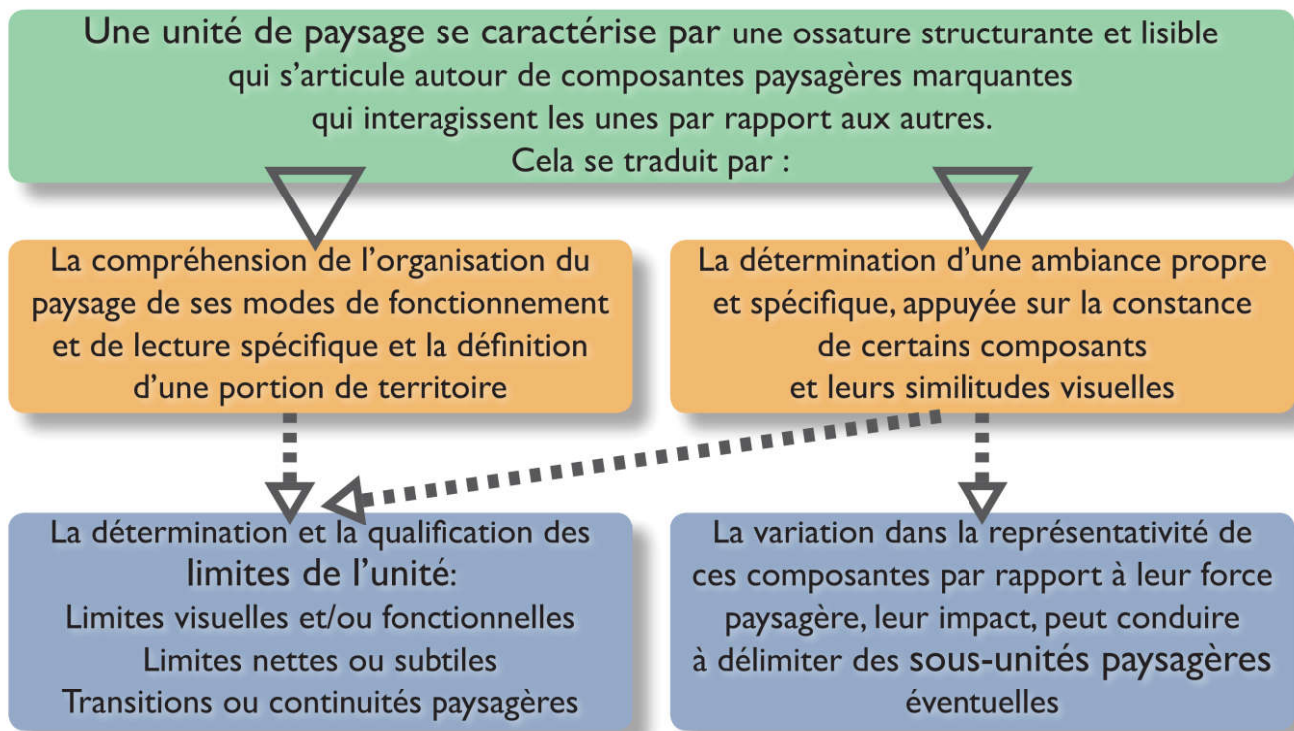 Une unité de paysage se caractérise par une ossature structurante et lisible
qui s’articule autour de composantes paysagères marquantes
qui interagissent les unes par rapport aux autres.
Cela se traduit par :
La compréhension de l’organisation du
paysage de ses modes de fonctionnement
et de lecture spécifique et la définition
d’une portion de territoire
La détermination d’une ambiance propre
et spécifique, appuyée sur la constance
de certains composants
et leurs similitudes visuelles
La détermination et la qualification des
limites de l’unité:
Limites visuelles et/ou fonctionnelles
Limites nettes ou subtiles
Transitions ou continuités paysagères
La variation dans la représentativité de
ces composantes par rapport à leur force
paysagère, leur impact, peut conduire
à délimiter des sous-unités paysagères
éventuelles